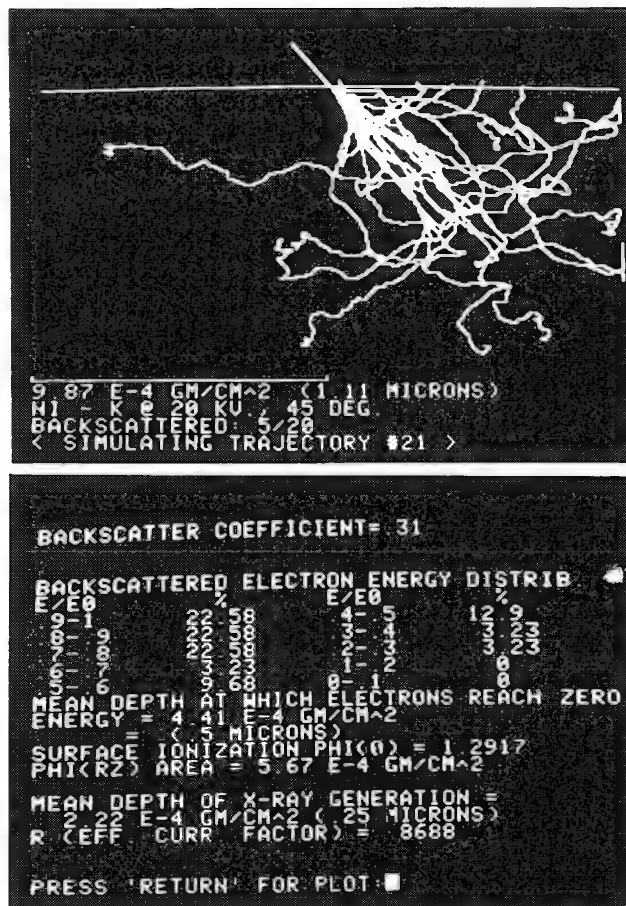 9 87 E-4 GM/CM^2 (1.11 MICRONS)
NI - K @ 20 KV , 45 DEG.
BACKSCATTERED: 5/20
< SIMULATING TRAJECTORY #21 >
BACKSCATTER COEFFICIENT= .31
BACKSCATTERED ELECTRON ENERGY DISTRIB.
E/E0 % E/E0 %
.9-1 22.58 .4-.5 12.9
.8-.9 22.58 .3-.4 3.23
.7-.8 22.58 .2-.3 3.23
.6-.7 3.23 .1-.2 0
.5-.6 9.68 0-.1 0
MEAN DEPTH AT WHICH ELECTRONS REACH ZERO
ENERGY = 4.41 E-4 GM/CM^2
= (.5 MICRONS)
SURFACE IONIZATION PHI(0) = 1.2917
PHI(RZ) AREA = 5.67 E-4 GM/CM^2
MEAN DEPTH OF X-RAY GENERATION =
2.22 E-4 GM/CM^2 (.25 MICRONS)
R (EFF. CURR. FACTOR) = .8688
PRESS 'RETURN' FOR PLOT: